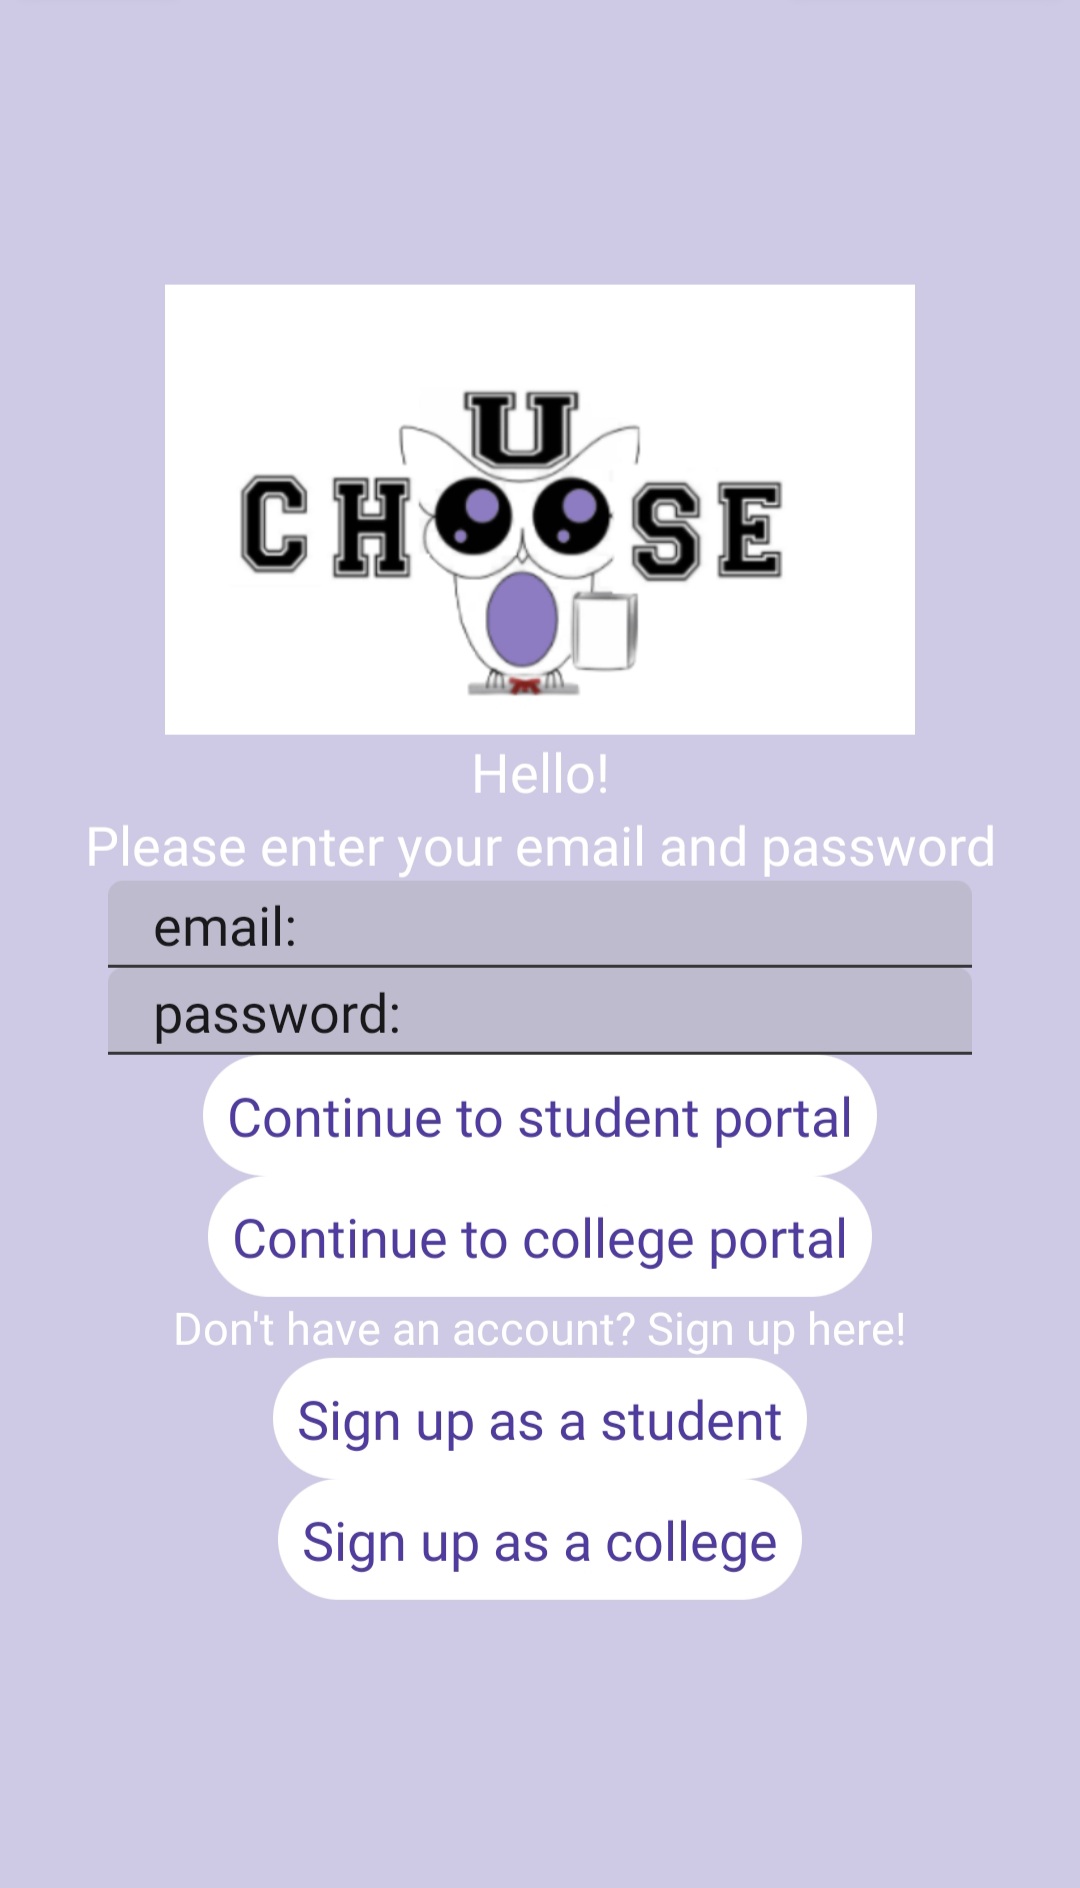 U
CHOOSE
Hello!
Please enter your email and password
email:
password:
Continue to student portal
Continue to college portal
Don't have an account? Sign up here!
Sign up as a student
Sign up as a college